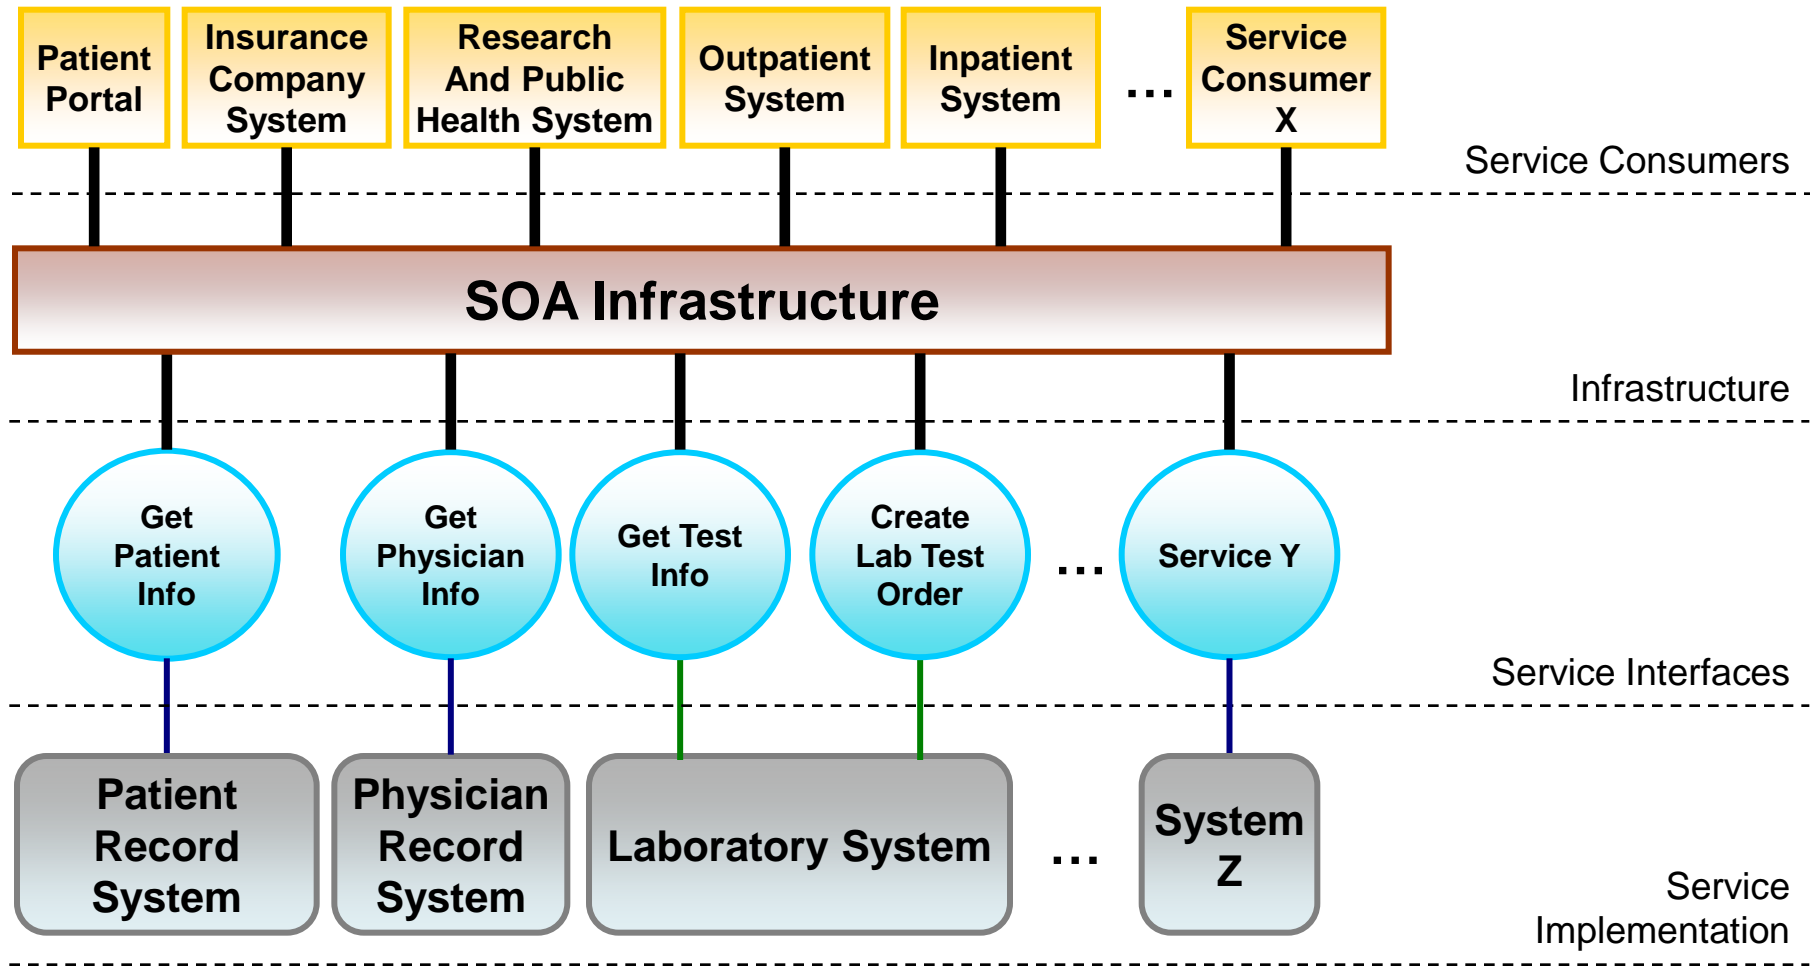 Patient
Portal
Insurance
Company
System
Research
And Public
Health System
Outpatient
System
Inpatient
System
...
Service
Consumer
X
Service Consumers
SOA Infrastructure
Infrastructure
Get
Patient
Info
Get
Physician
Info
Get Test
Info
Create
Lab Test
Order
...
Service Y
Service Interfaces
Patient
Record
System
Physician
Record
System
Laboratory System
...
System
Z
Service
Implementation